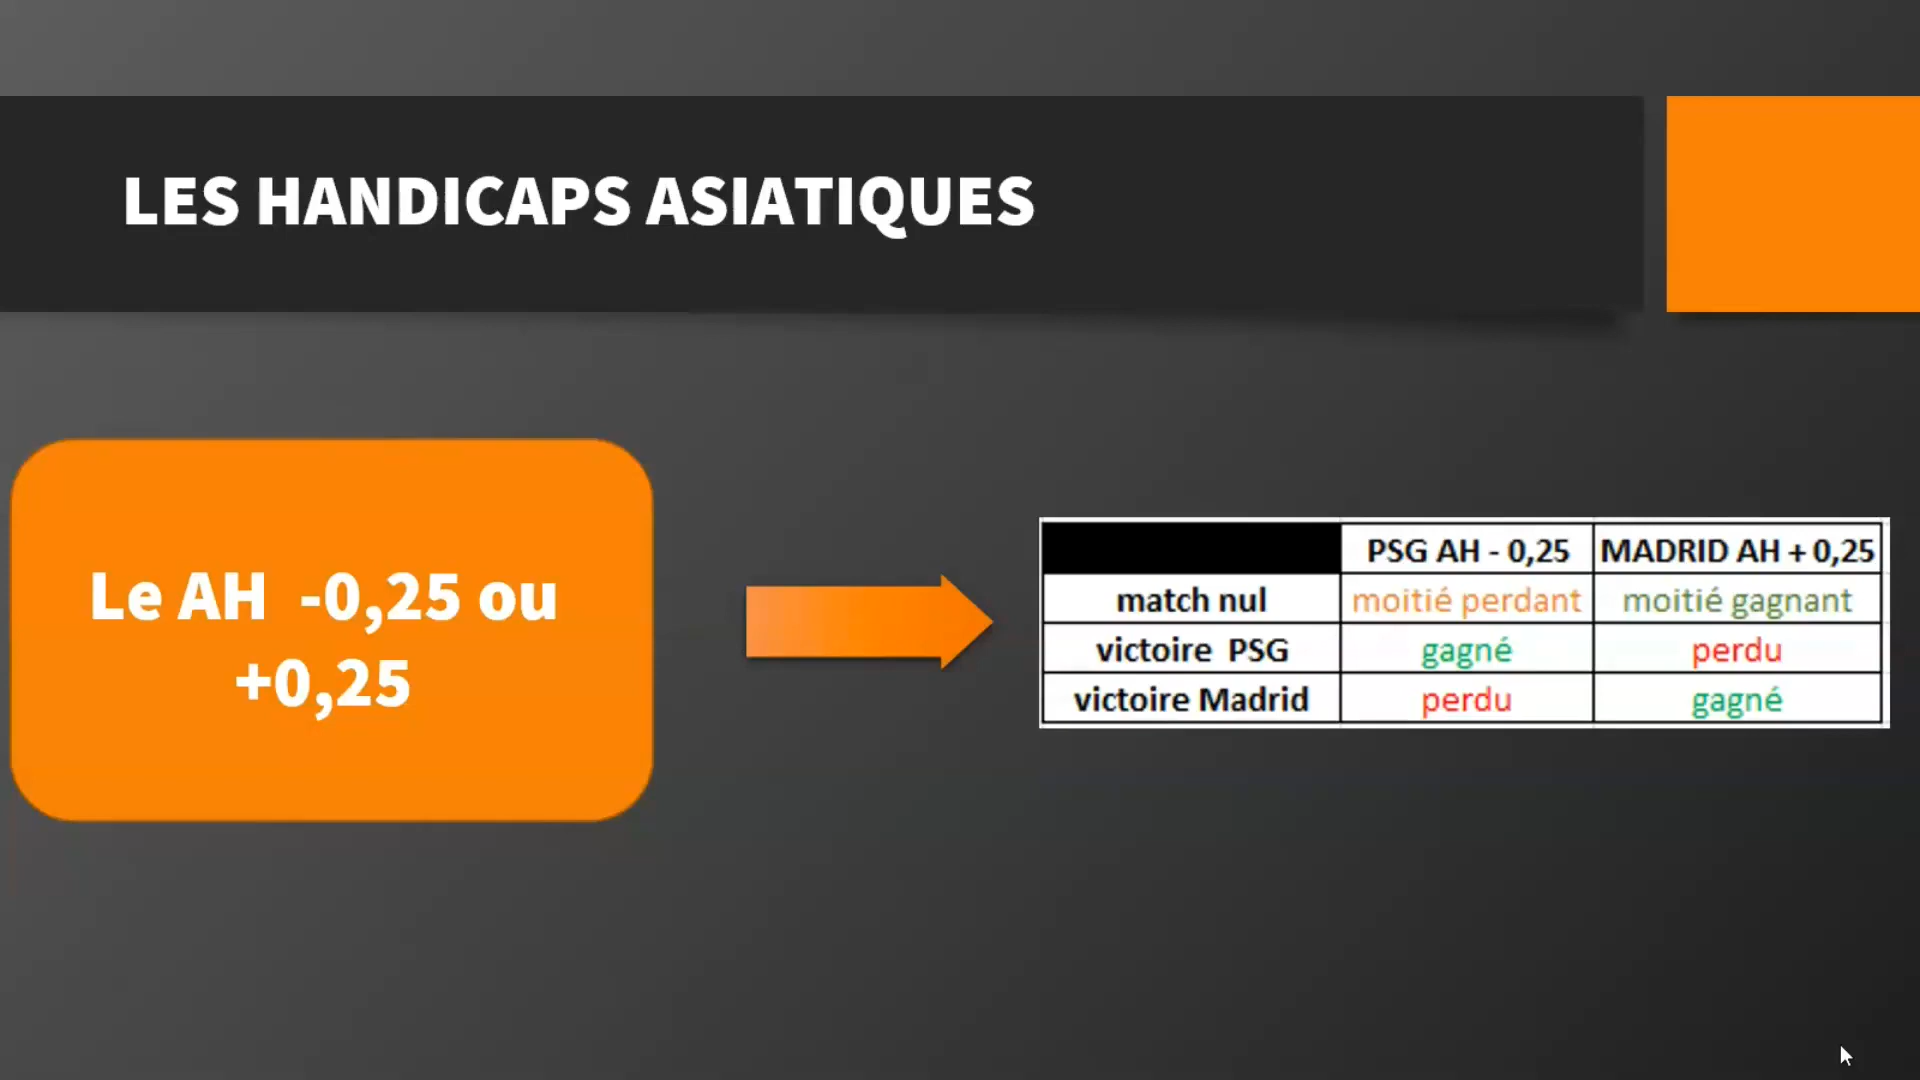 LES HANDICAPS ASIATIQUES
Le AH -0,25 ou
+0,25
PSG AH - 0,25 MADRID AH + 0,25
match nul moitié perdant moitié gagnant
victoire PSG gagné perdu
victoire Madrid perdu gagné